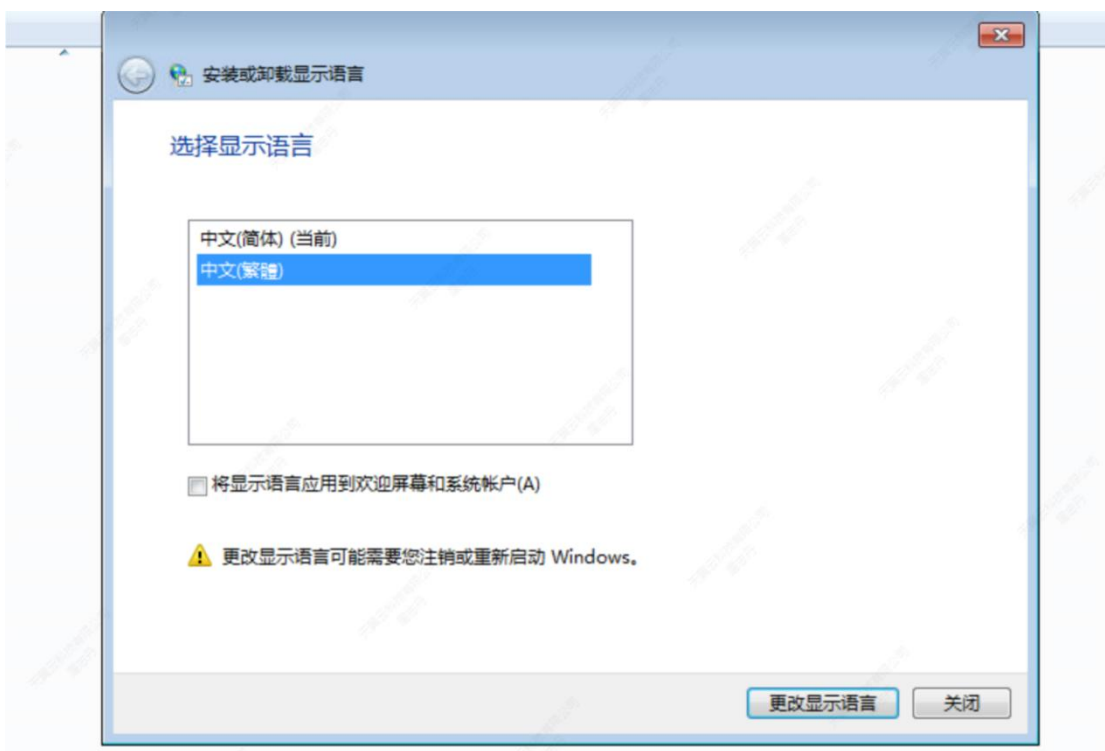 安装或卸载显示语言
选择显示语言
中文(简体) (当前)
中文(繁體)
将显示语言应用到欢迎屏幕和系统帐户(A)
更改显示语言可能需要您注销或重新启动 Windows。
更改显示语言
关闭